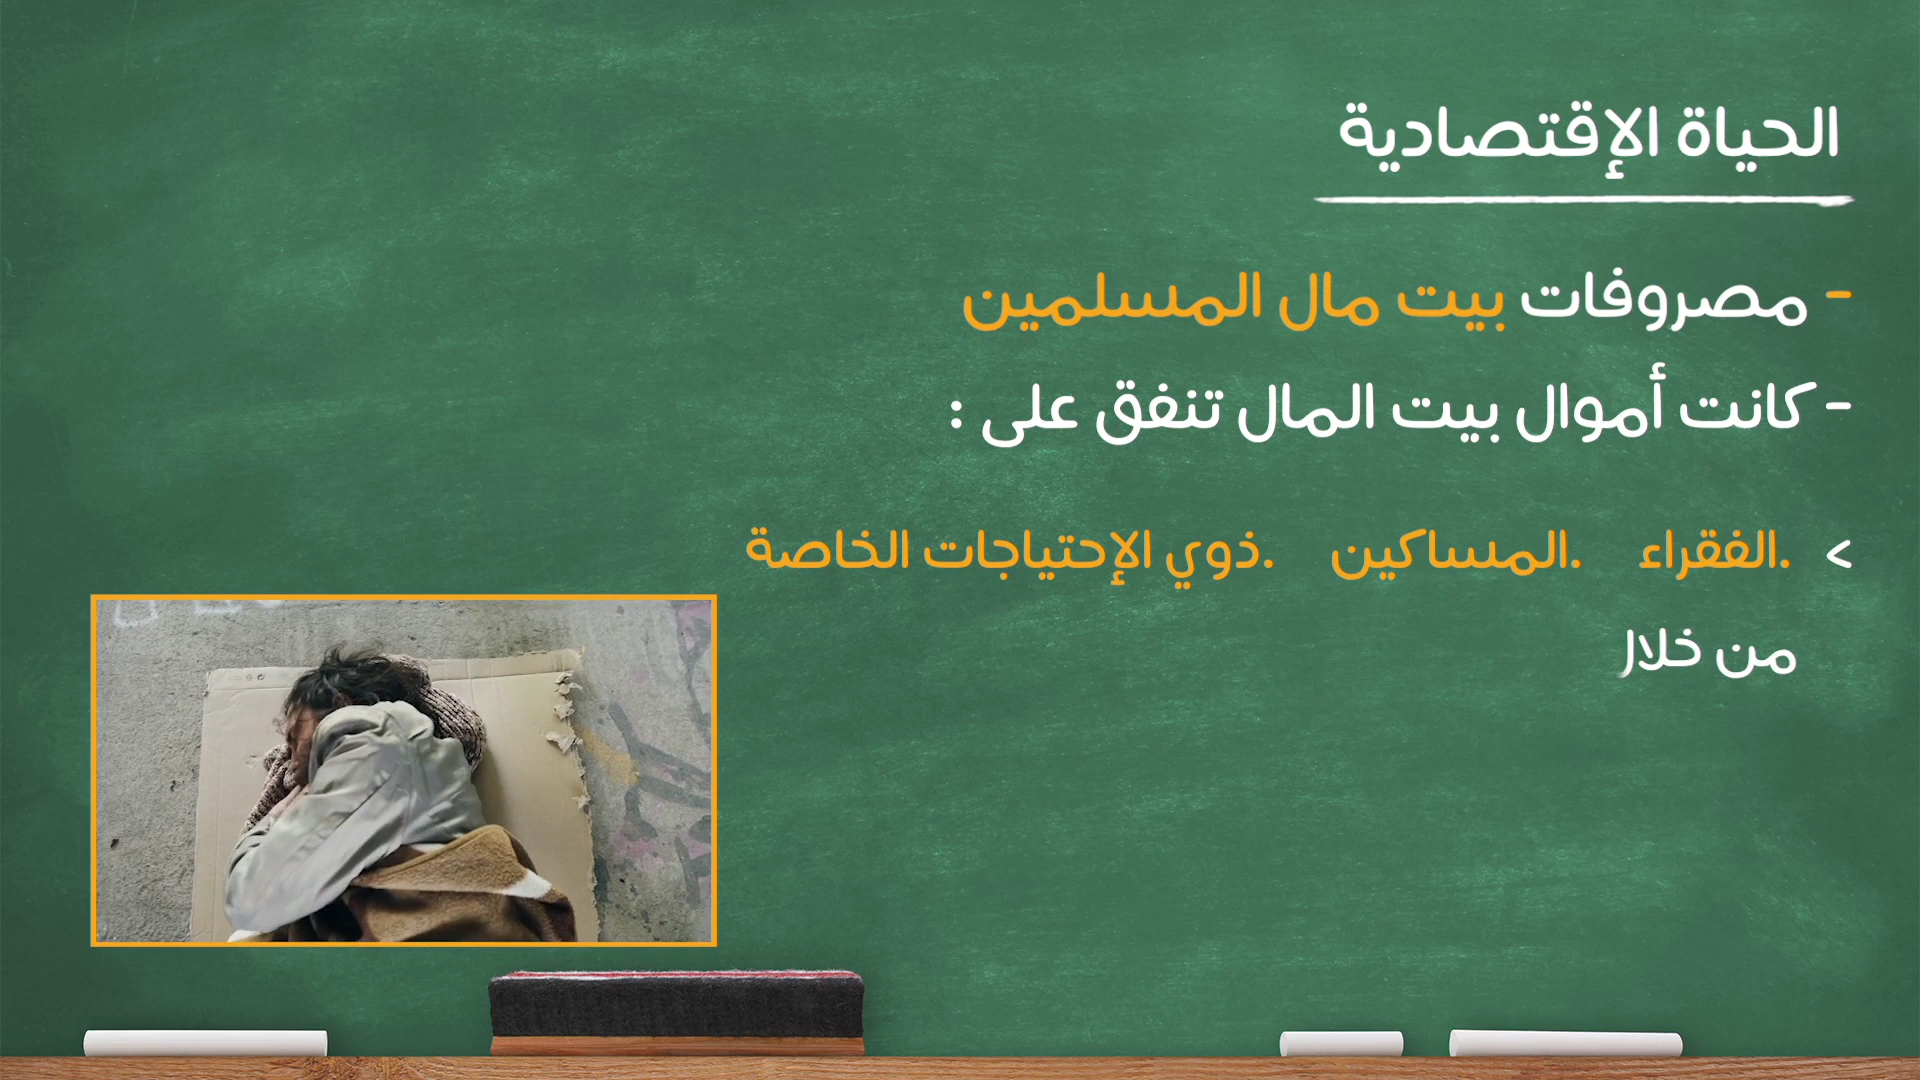 الحياة الإقتصادية
- مصروفات بيت مال المسلمين
- كانت أموال بيت المال تنفق على :
> .الفقراء .المساكين .ذوي الإحتياجات الخاصة
من خلال